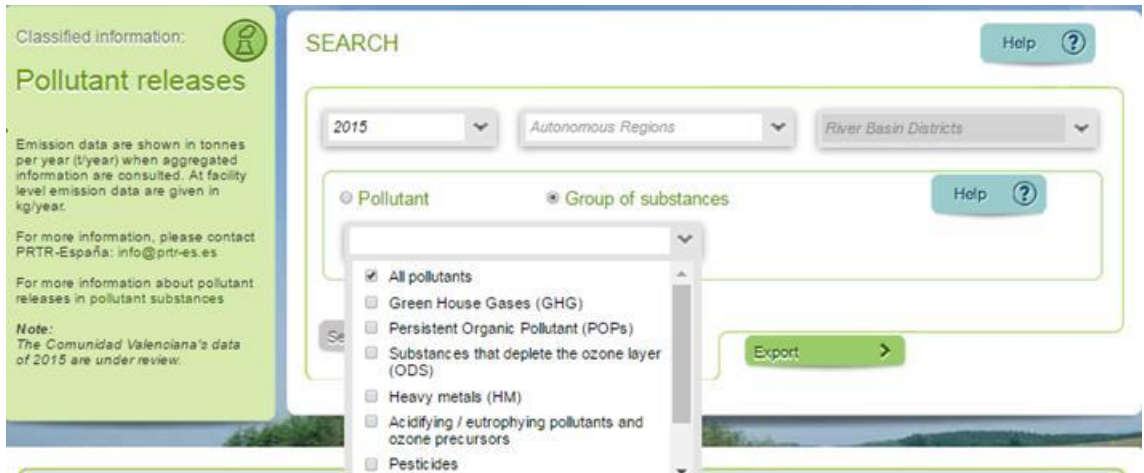 Classified information:
Pollutant releases
Emission data are shown in tonnes
per year (t/year) when aggregated
information are consulted. At facility
level emission data are given in
kg/year.
For more information, please contact
PRTR-España: info@prtr-es.es
For more information about pollutant
releases in pollutant substances
Note:
The Comunidad Valenciana's data
of 2015 are under review.
SEARCH
Help ?
2015
Autonomous Regions
River Basin Districts
Pollutant
Group of substances
Help ?
All pollutants
Green House Gases (GHG)
Persistent Organic Pollutant (POPs)
Substances that deplete the ozone layer
(ODS)
Heavy metals (HM)
Acidifying / eutrophying pollutants and
ozone precursors
Pesticides
Se
Export